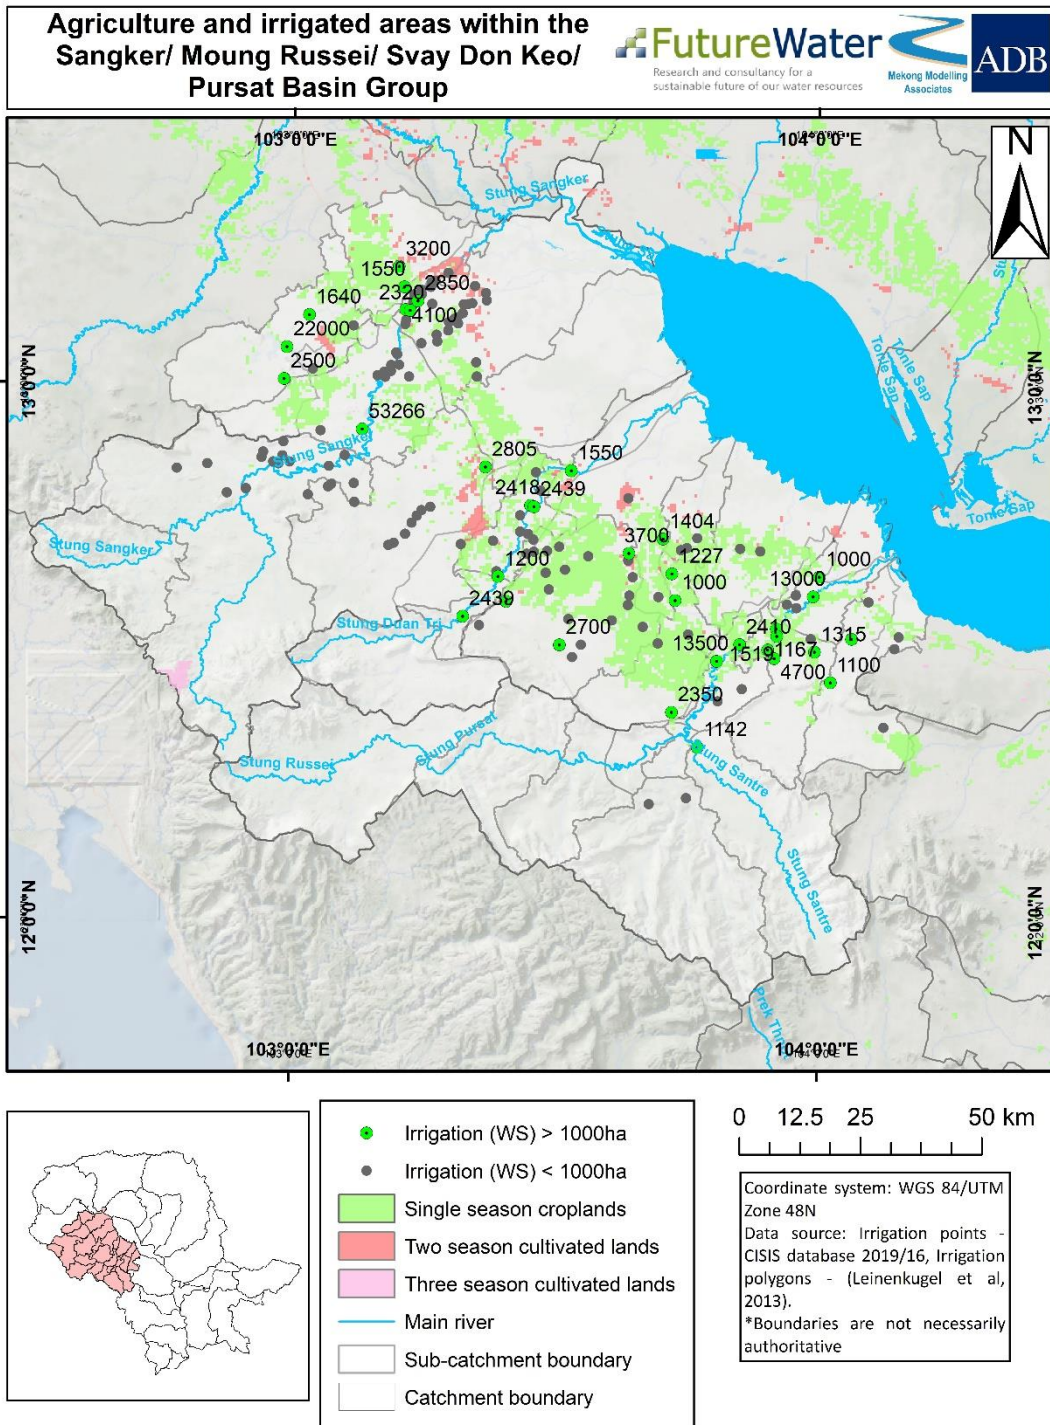 Agriculture and irrigated areas within the
Sangker/ Moung Russei/ Svay Don Keo/
Pursat Basin Group
FutureWater
Research and consultancy for a
sustainable future of our water resources
Mekong Modelling
Associates
ADB
103°0'0"E
104°0'0"E
N
Stung Sangker
3200
1550
2320
2850
1640
4100
22000
2500
13°0'0"N
13°0'0"N
Tonle Sap
Tonle Sap
53266
Stung Sangker
2805
1550
2418
2439
Tonle Sap
Stung Sangker
3700
1404
1200
1227
1000
1000
13000
2439
Stung Duan Tri
2700
13500
2410
1315
1519
1167
4700
1100
2350
1142
Stung Pursat
Stung Russei
Stung Santre
Stung Santre
12°0'0"N
12°0'0"N
103°0'0"E
104°0'0"E
0 12.5 25 50 km
Irrigation (WS) > 1000ha
Irrigation (WS) < 1000ha
Single season croplands
Two season cultivated lands
Three season cultivated lands
Main river
Sub-catchment boundary
Catchment boundary
Coordinate system: WGS 84/UTM
Zone 48N
Data source: Irrigation points -
CISIS database 2019/16, Irrigation
polygons - (Leinenkugel et al,
2013).
*Boundaries are not necessarily
authoritative